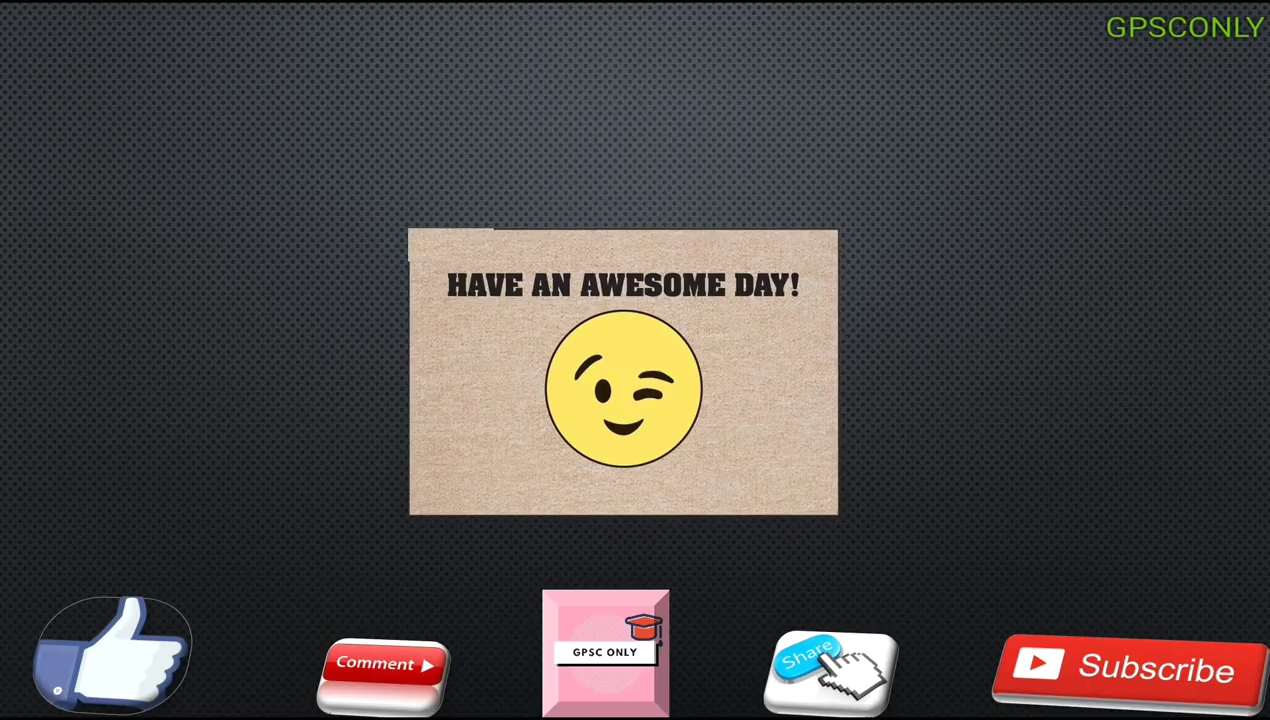 GPSCONLY
HAVE AN AWESOME DAY!
Comment
GPSC ONLY
Share
Subscribe